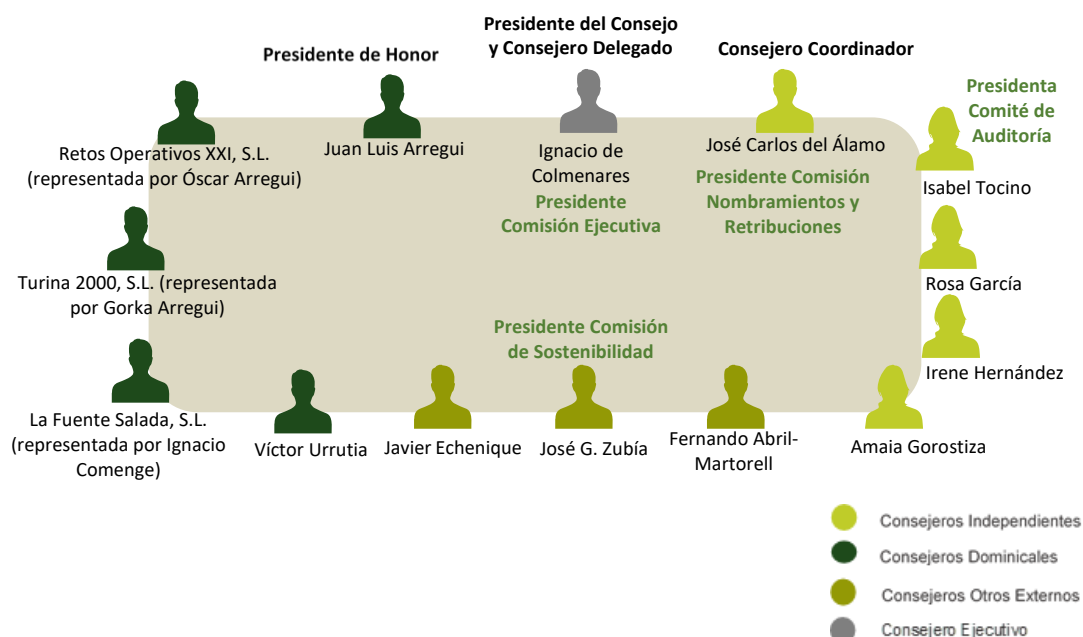 Presidente de Honor
Presidente del Consejo
y Consejero Delegado
Consejero Coordinador
Presidenta
Comité de
Auditoría
Retos Operativos XXI, S.L.
(representada por Óscar Arregui)
Juan Luis Arregui
Ignacio de
Colmenares
Presidente
Comisión Ejecutiva
José Carlos del Álamo
Presidente Comisión
Nombramientos y
Retribuciones
Isabel Tocino
Turina 2000, S.L. (representada
por Gorka Arregui)
Rosa García
Presidente Comisión
de Sostenibilidad
Irene Hernández
La Fuente Salada, S.L.
(representada por Ignacio
Comenge)
Víctor Urrutia
Javier Echenique
José G. Zubía
Fernando Abril-
Martorell
Amaia Gorostiza
Consejeros Independientes
Consejeros Dominicales
Consejeros Otros Externos
Consejero Ejecutivo